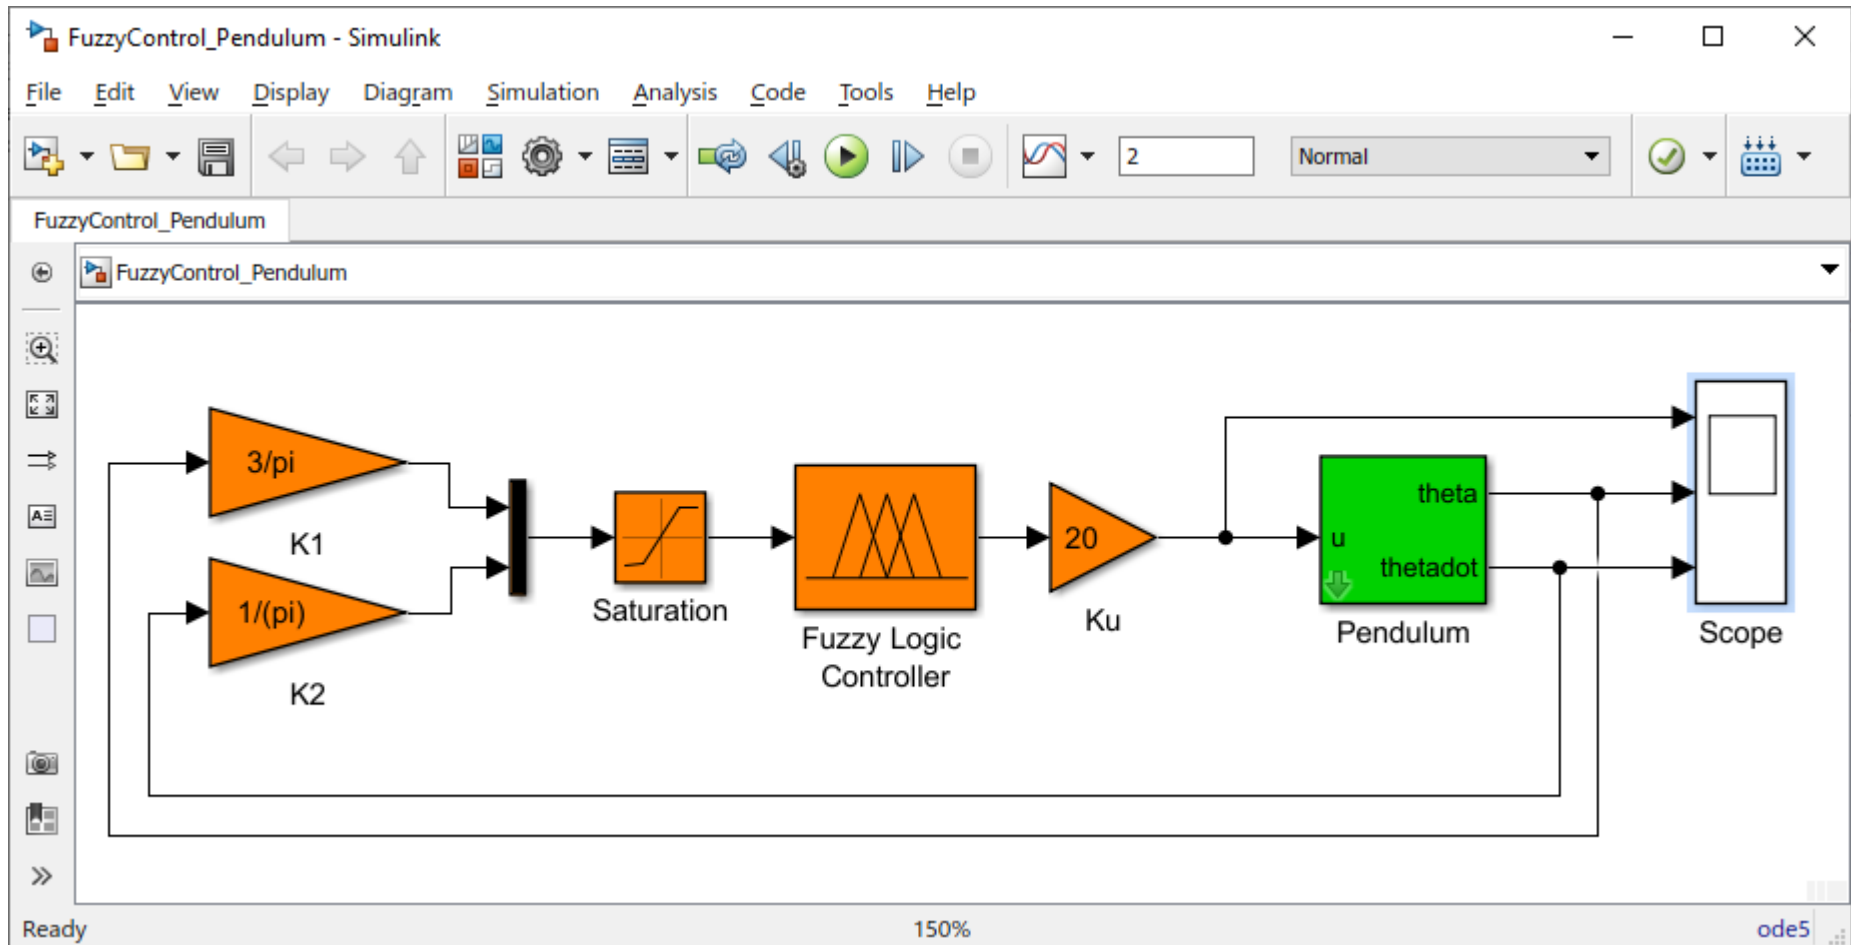 FuzzyControl_Pendulum - Simulink
File Edit View Display Diagram Simulation Analysis Code Tools Help
2 Normal
FuzzyControl_Pendulum
FuzzyControl_Pendulum
3/pi
K1
1/(pi)
K2
Saturation
Fuzzy Logic
Controller
20
Ku
theta
u
thetadot
Pendulum
Scope
Ready 150% ode5